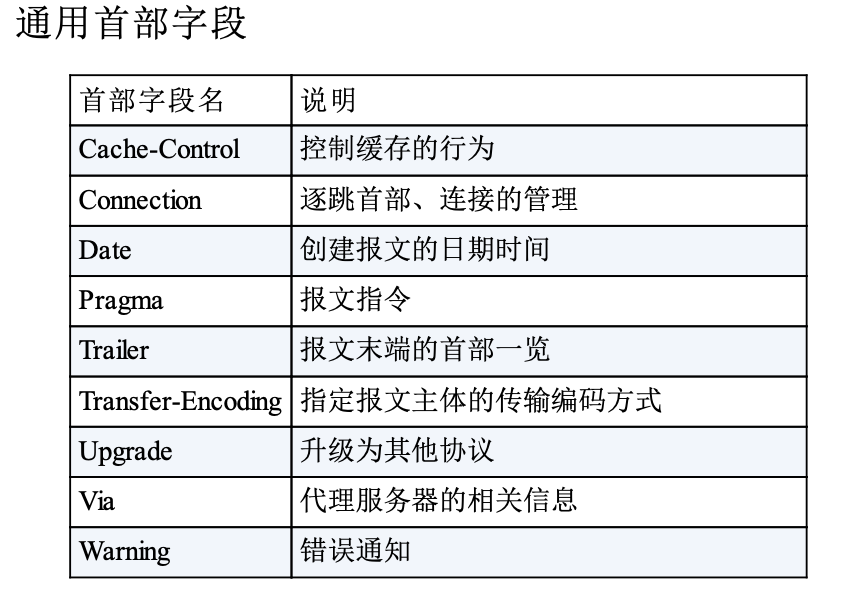 通用首部字段
首部字段名 说明
Cache-Control 控制缓存的行为
Connection 逐跳首部、连接的管理
Date 创建报文的日期时间
Pragma 报文指令
Trailer 报文末端的首部一览
Transfer-Encoding 指定报文主体的传输编码方式
Upgrade 升级为其他协议
Via 代理服务器的相关信息
Warning 错误通知